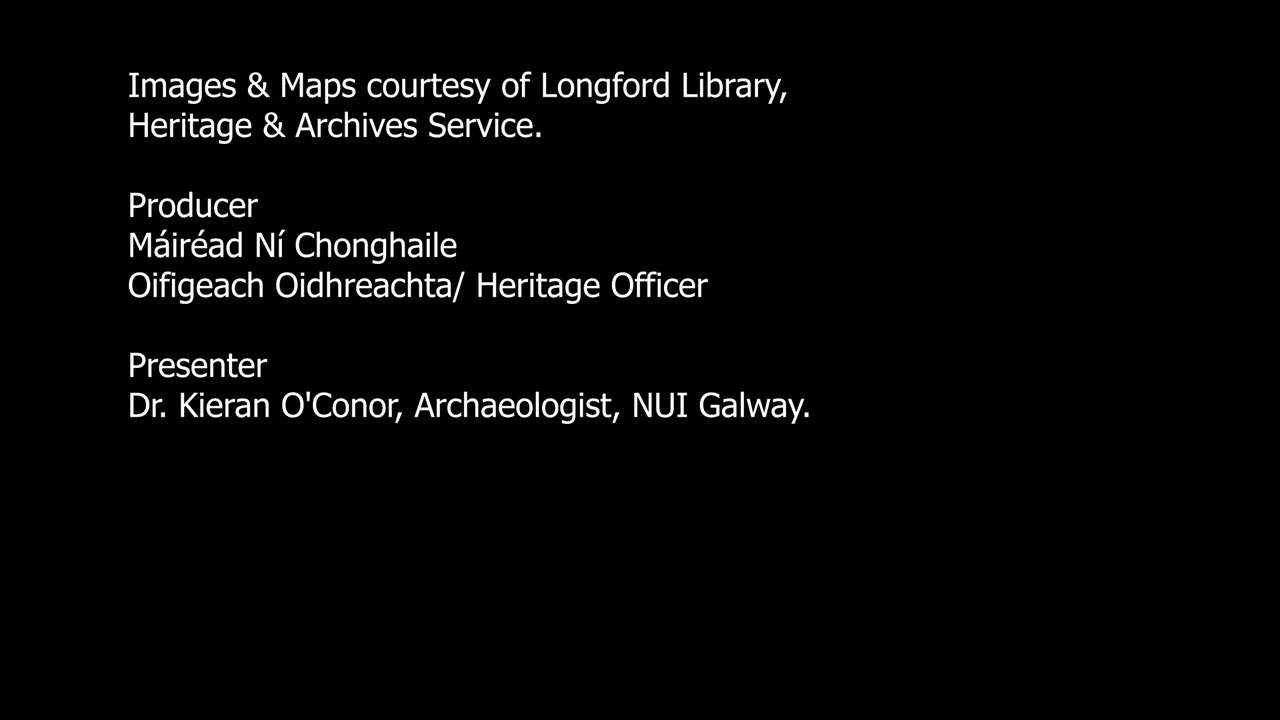 Images & Maps courtesy of Longford Library,
Heritage & Archives Service.
Producer
Máiréad Ní Chonghaile
Oifigeach Oidhreachta/ Heritage Officer
Presenter
Dr. Kieran O'Conor, Archaeologist, NUI Galway.